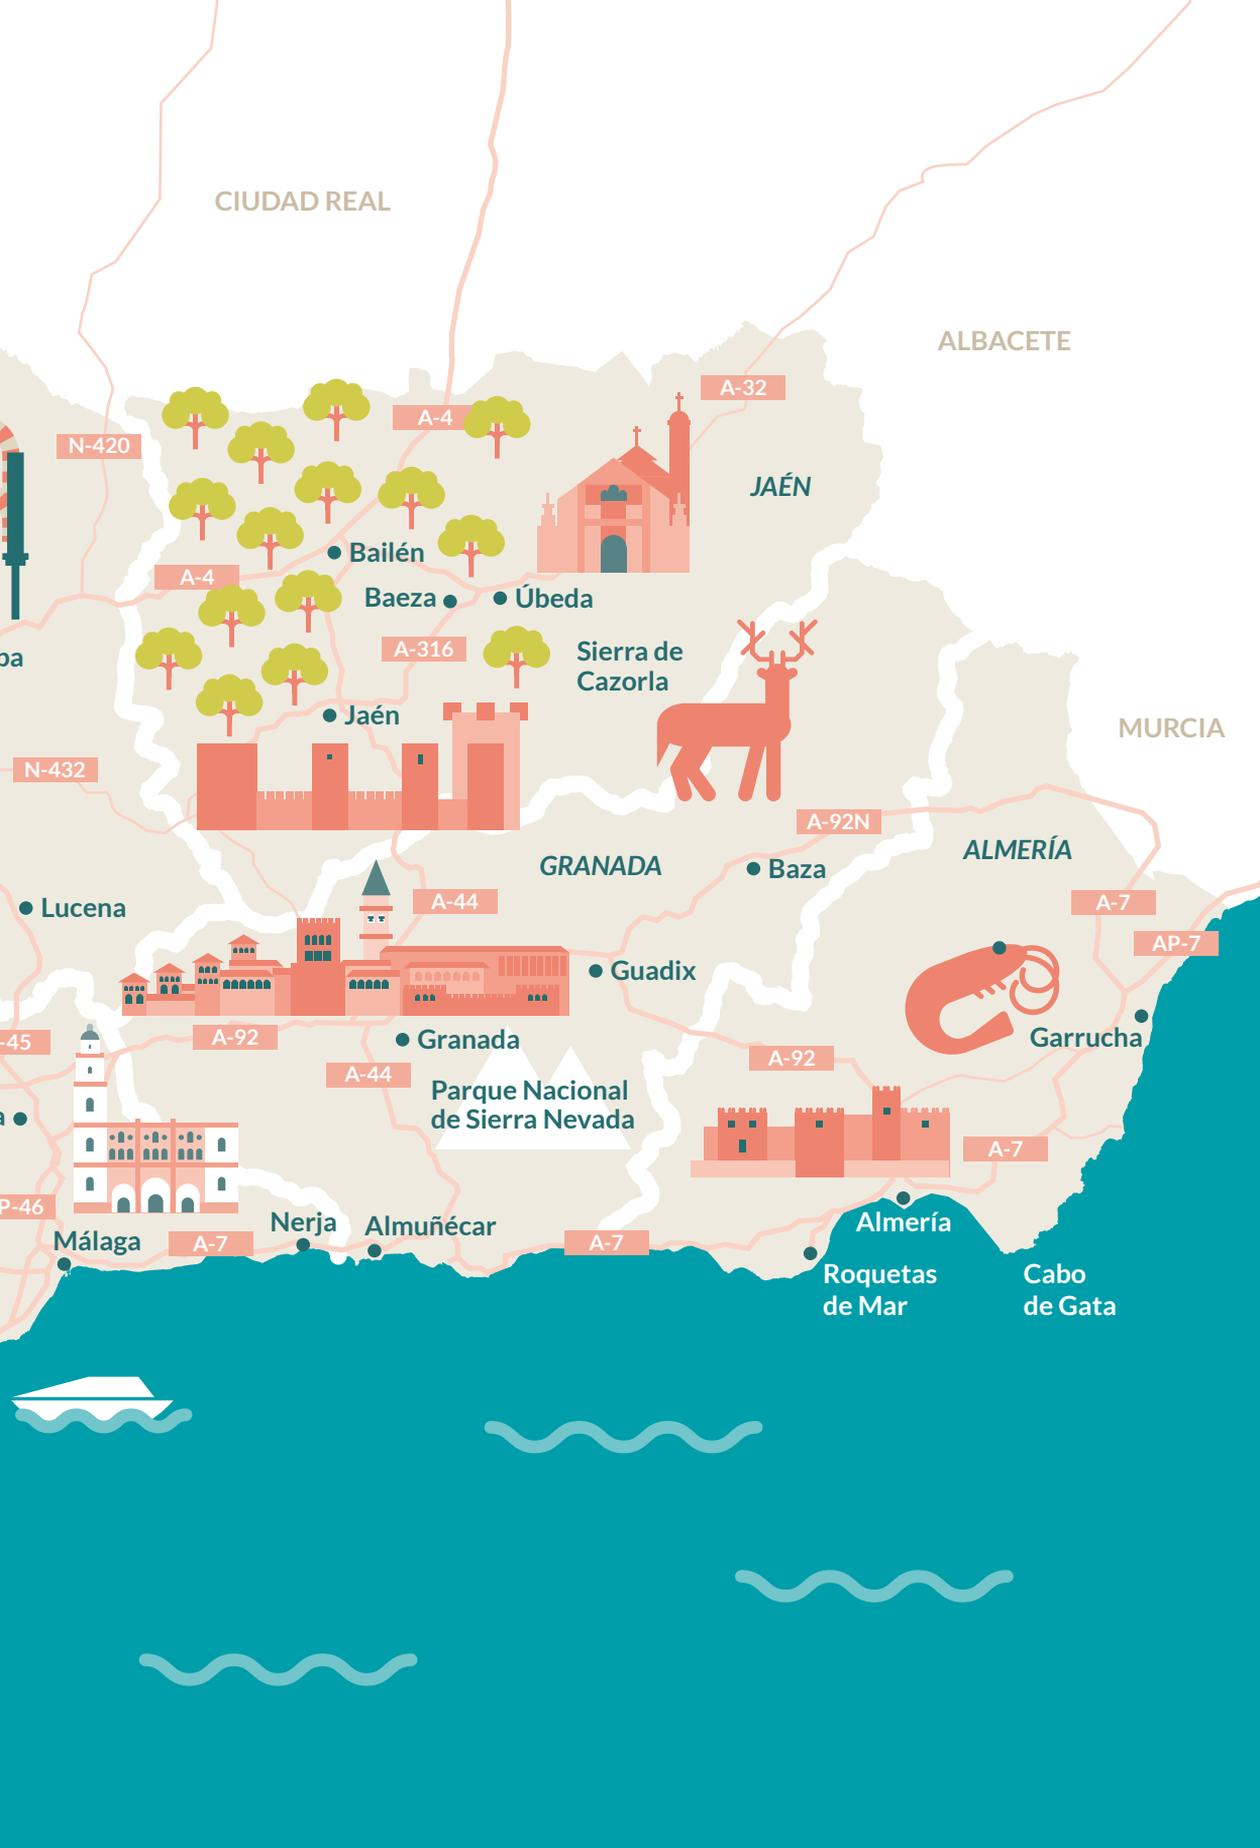 CIUDAD REAL
ALBACETE
A-32
A-4
N-420
JAÉN
Bailén
A-4
Baeza
Úbeda
A-316
Sierra de
Cazorla
ba
Jaén
MURCIA
N-432
A-92N
GRANADA
ALMERÍA
Baza
A-44
A-7
Lucena
AP-7
Guadix
A-92
Granada
Garrucha
-45
A-92
A-44
Parque Nacional
de Sierra Nevada
a
A-7
P-46
Nerja
Almuñécar
Almería
Málaga
A-7
A-7
Roquetas
de Mar
Cabo
de Gata